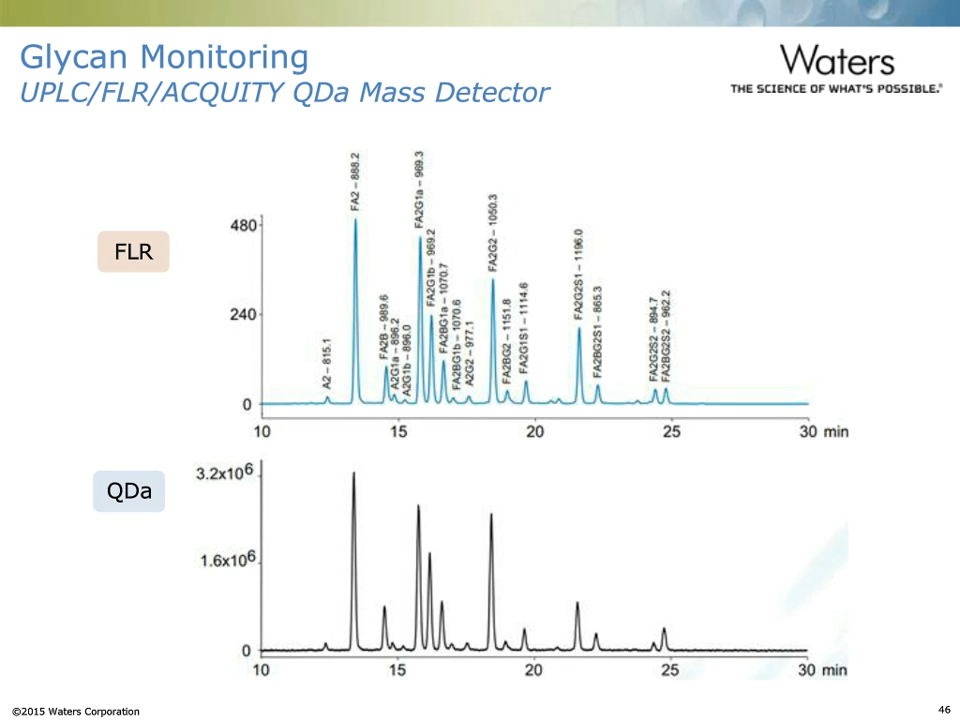 Glycan Monitoring
UPLC/FLR/ACQUITY QDa Mass Detector
Waters
THE SCIENCE OF WHAT'S POSSIBLE.®
FLR
480
240
0
A2 – 815.1
FA2 – 888.2
FA2B – 989.6
A2G1a – 896.2
A2G1b – 896.0
FA2G1a – 969.3
FA2G1b – 969.2
FA2BG1a – 1070.7
FA2BG1b – 1070.6
A2G2 – 977.1
FA2G2 – 1050.3
FA2BG2 – 1151.8
FA2G1S1 – 1114.6
FA2G2S1 – 1196.0
FA2BG2S1 – 865.3
FA2G2S2 – 894.7
FA2BG2S2 – 962.2
10 15 20 25 30 min
QDa
3.2x10⁶
1.6x10⁶
0
10 15 20 25 30 min
©2015 Waters Corporation
46